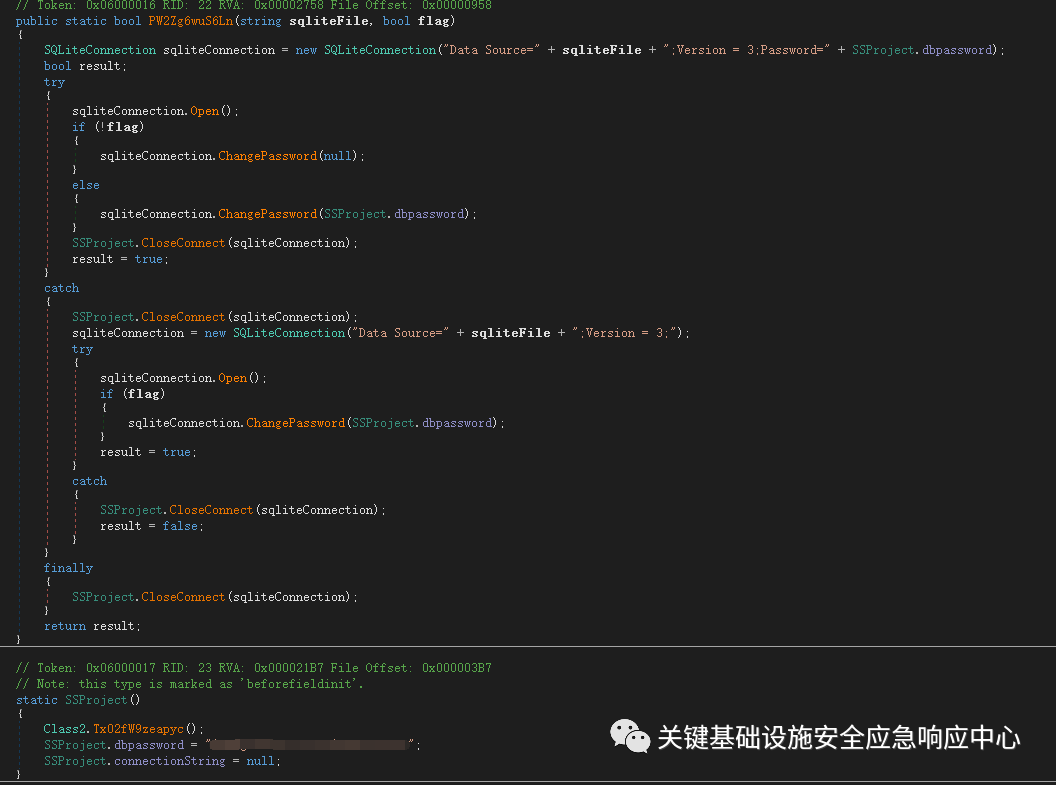 // Token: 0x06000016 RID: 22 RVA: 0x00002758 File Offset: 0x00000958
public static bool PW2Zg6wuS6Ln(string sqliteFile, bool flag)
{
SQLiteConnection sqliteConnection = new SQLiteConnection("Data Source=" + sqliteFile + ";Version = 3;Password=" + SSProject.dbpassword);
bool result;
try
{
sqliteConnection.Open();
if (!flag)
{
sqliteConnection.ChangePassword(null);
}
else
{
sqliteConnection.ChangePassword(SSProject.dbpassword);
}
SSProject.CloseConnect(sqliteConnection);
result = true;
}
catch
{
SSProject.CloseConnect(sqliteConnection);
sqliteConnection = new SQLiteConnection("Data Source=" + sqliteFile + ";Version = 3;");
try
{
sqliteConnection.Open();
if (flag)
{
sqliteConnection.ChangePassword(SSProject.dbpassword);
}
result = true;
}
catch
{
SSProject.CloseConnect(sqliteConnection);
result = false;
}
}
finally
{
SSProject.CloseConnect(sqliteConnection);
}
return result;
}
// Token: 0x06000017 RID: 23 RVA: 0x000021B7 File Offset: 0x000003B7
// Note: this type is marked as 'beforefieldinit'.
static SSProject()
{
Class2.TxO2fW9zeapyc();
SSProject.dbpassword = "";
SSProject.connectionString = null;
}
关键基础设施安全应急响应中心